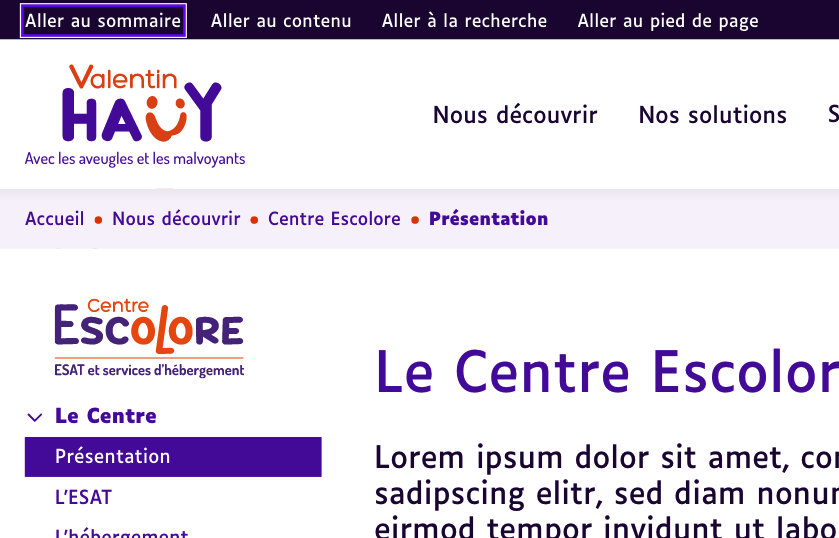 Aller au sommaire Aller au contenu Aller à la recherche Aller au pied de page
Valentin
HAUY
Avec les aveugles et les malvoyants
Nous découvrir Nos solutions
Accueil • Nous découvrir • Centre Escolore • Présentation
Centre
ESCOLORE
ESAT et services d'hébergement
Le Centre
Présentation
L'ESAT
L'hébergement
Le Centre Escolor
Lorem ipsum dolor sit amet,
sadipscing elitr, sed diam
eirmod tempor invidunt ut